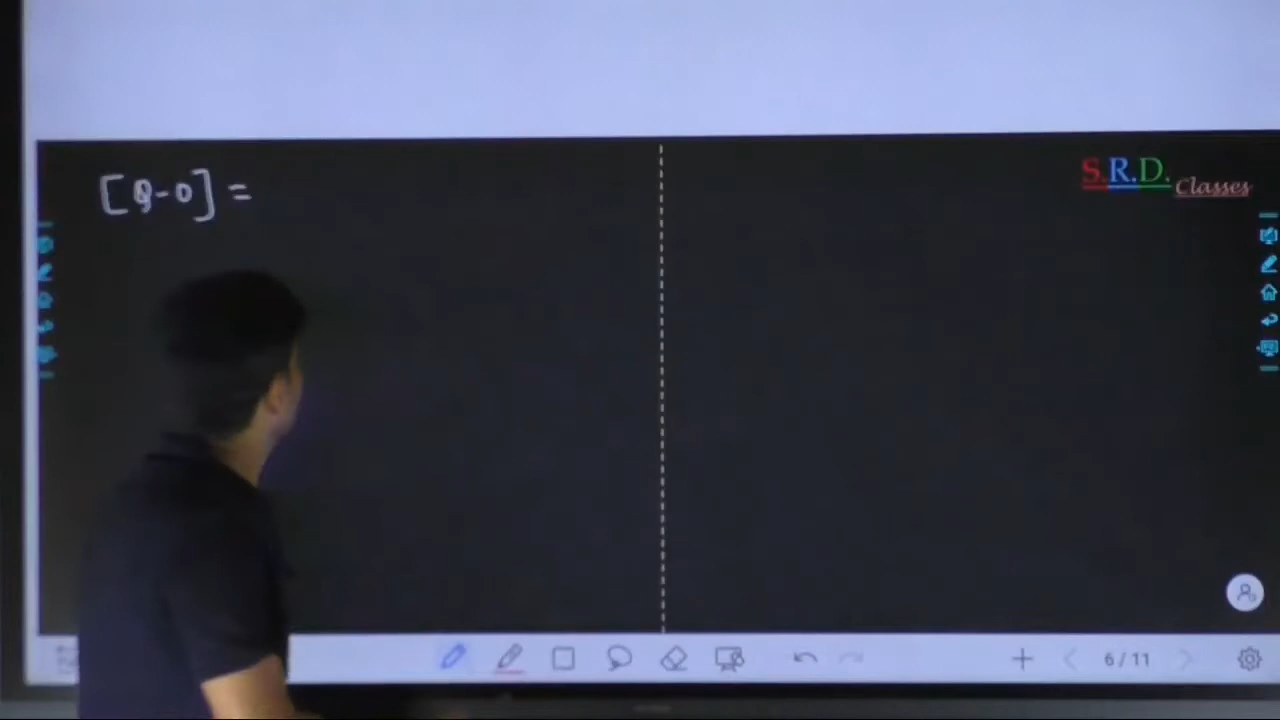 [Q-0] =
S.R.D. Classes
6/11